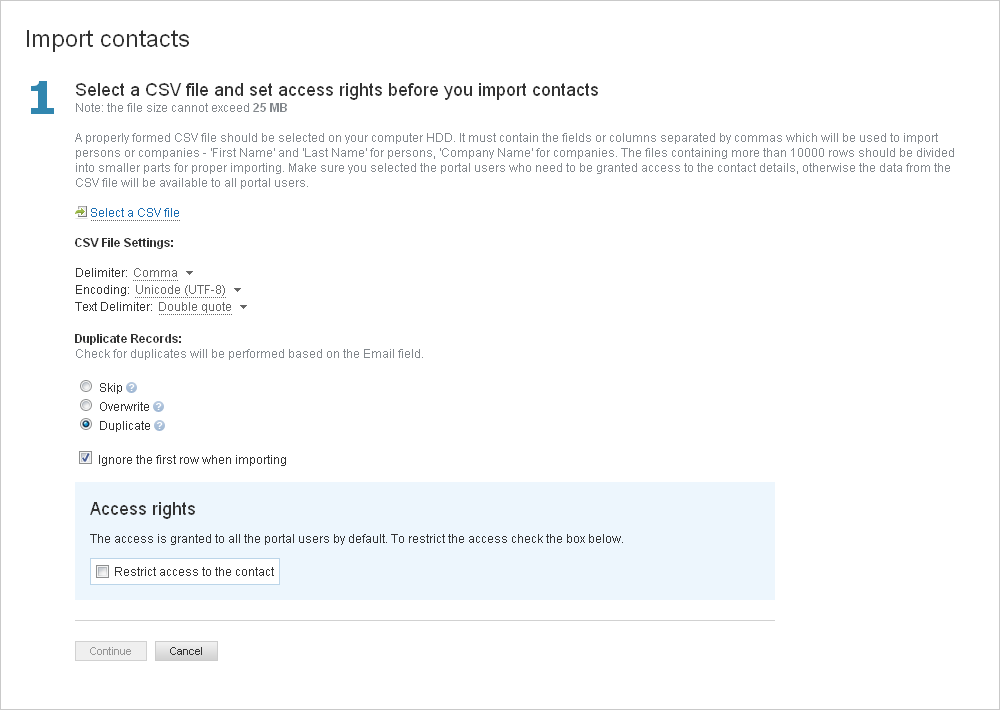 Import contacts
1
Select a CSV file and set access rights before you import contacts
Note: the file size cannot exceed 25 MB
A properly formed CSV file should be selected on your computer HDD. It must contain the fields or columns separated by commas which will be used to import
persons or companies - 'First Name' and 'Last Name' for persons, 'Company Name' for companies. The files containing more than 10000 rows should be divided
into smaller parts for proper importing. Make sure you selected the portal users who need to be granted access to the contact details, otherwise the data from the
CSV file will be available to all portal users.
Select a CSV file
CSV File Settings:
Delimiter: Comma
Encoding: Unicode (UTF-8)
Text Delimiter: Double quote
Duplicate Records:
Check for duplicates will be performed based on the Email field.
Skip ?
Overwrite ?
Duplicate ?
Ignore the first row when importing
Access rights
The access is granted to all the portal users by default. To restrict the access check the box below.
Restrict access to the contact
Continue Cancel